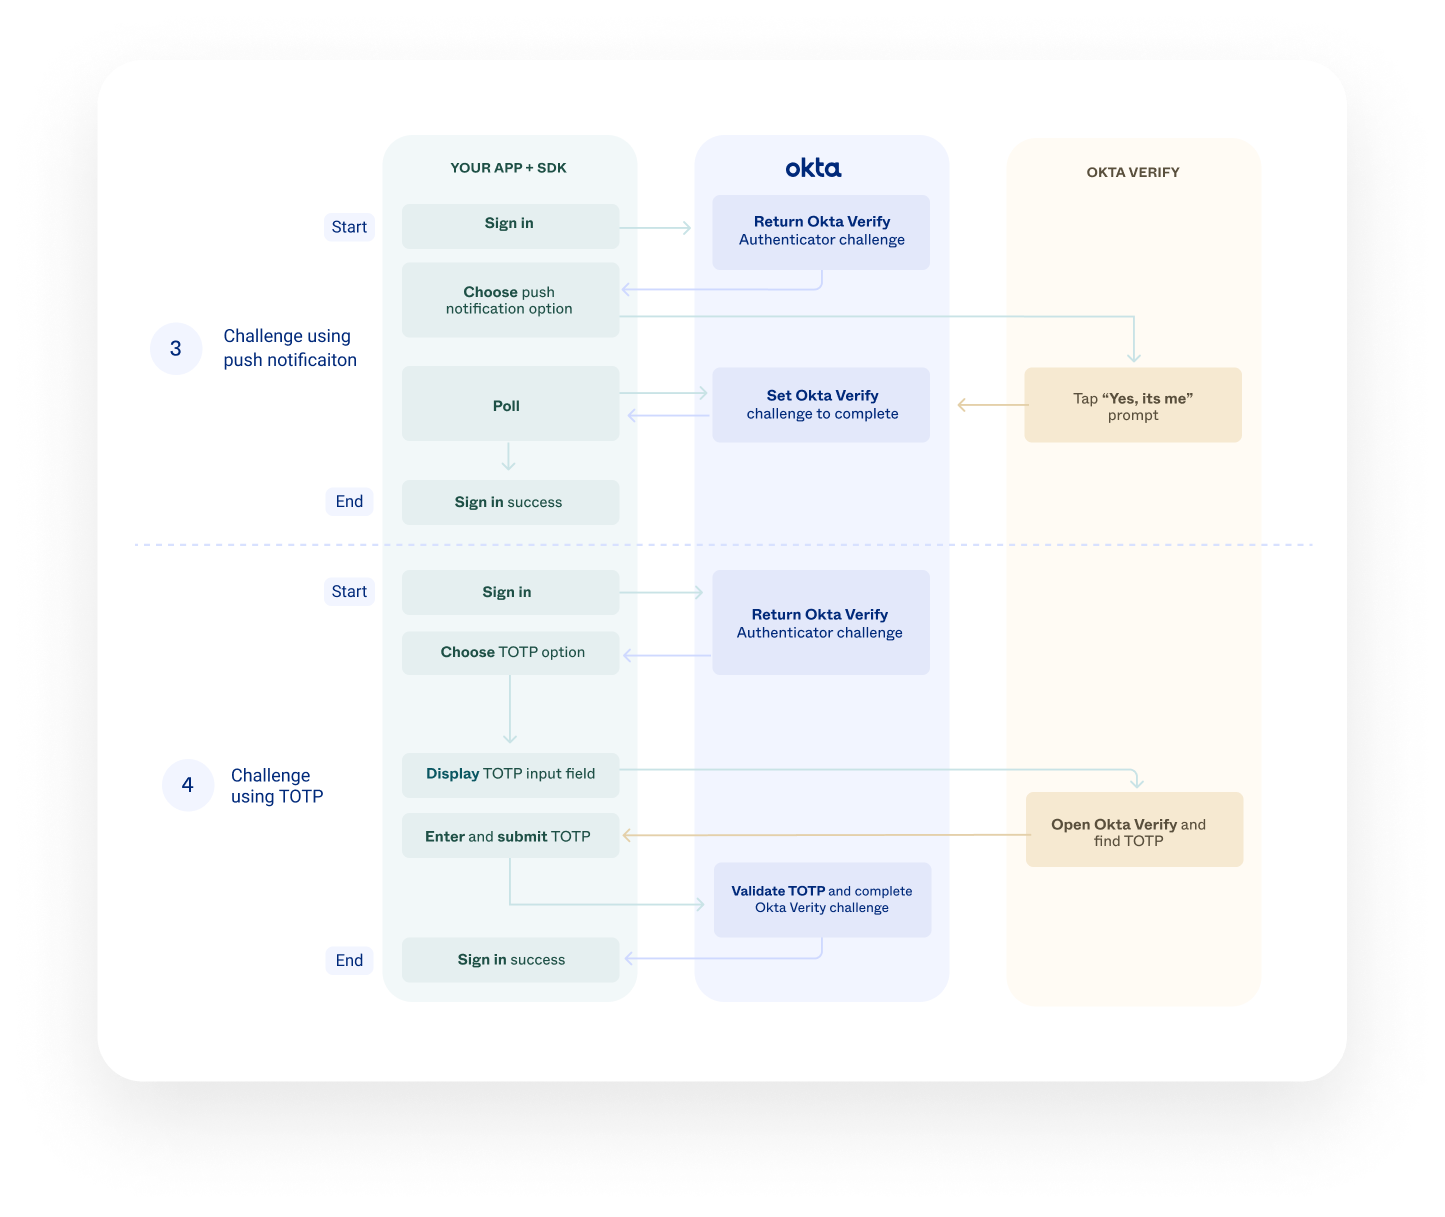 YOUR APP + SDK
okta
OKTA VERIFY
Start
Sign in
Return Okta Verify
Authenticator challenge
Choose push
notification option
3
Challenge using
push notificaiton
Poll
Set Okta Verify
challenge to complete
Tap “Yes, its me”
prompt
End
Sign in success
Start
Sign in
Return Okta Verify
Authenticator challenge
Choose TOTP option
4
Challenge
using TOTP
Display TOTP input field
Open Okta Verify and
find TOTP
Enter and submit TOTP
Validate TOTP and complete
Okta Verity challenge
End
Sign in success